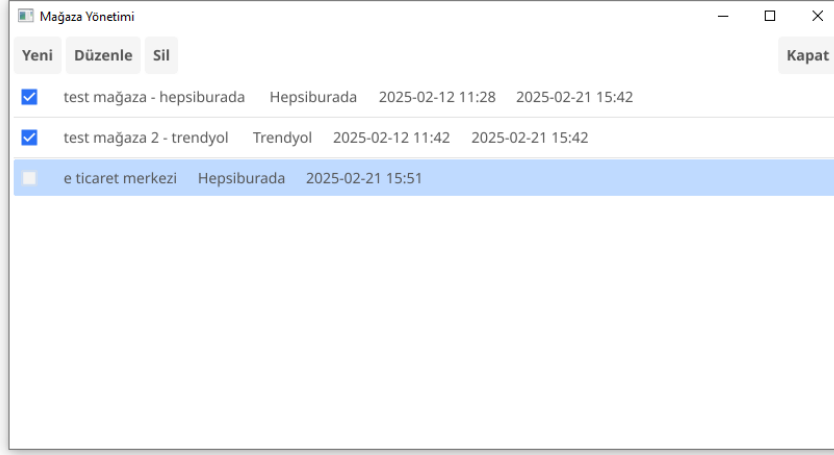 Mağaza Yönetimi
Yeni Düzenle Sil Kapat
test mağaza - hepsiburada Hepsiburada 2025-02-12 11:28 2025-02-21 15:42
test mağaza 2 - trendyol Trendyol 2025-02-12 11:42 2025-02-21 15:42
e ticaret merkezi Hepsiburada 2025-02-21 15:51